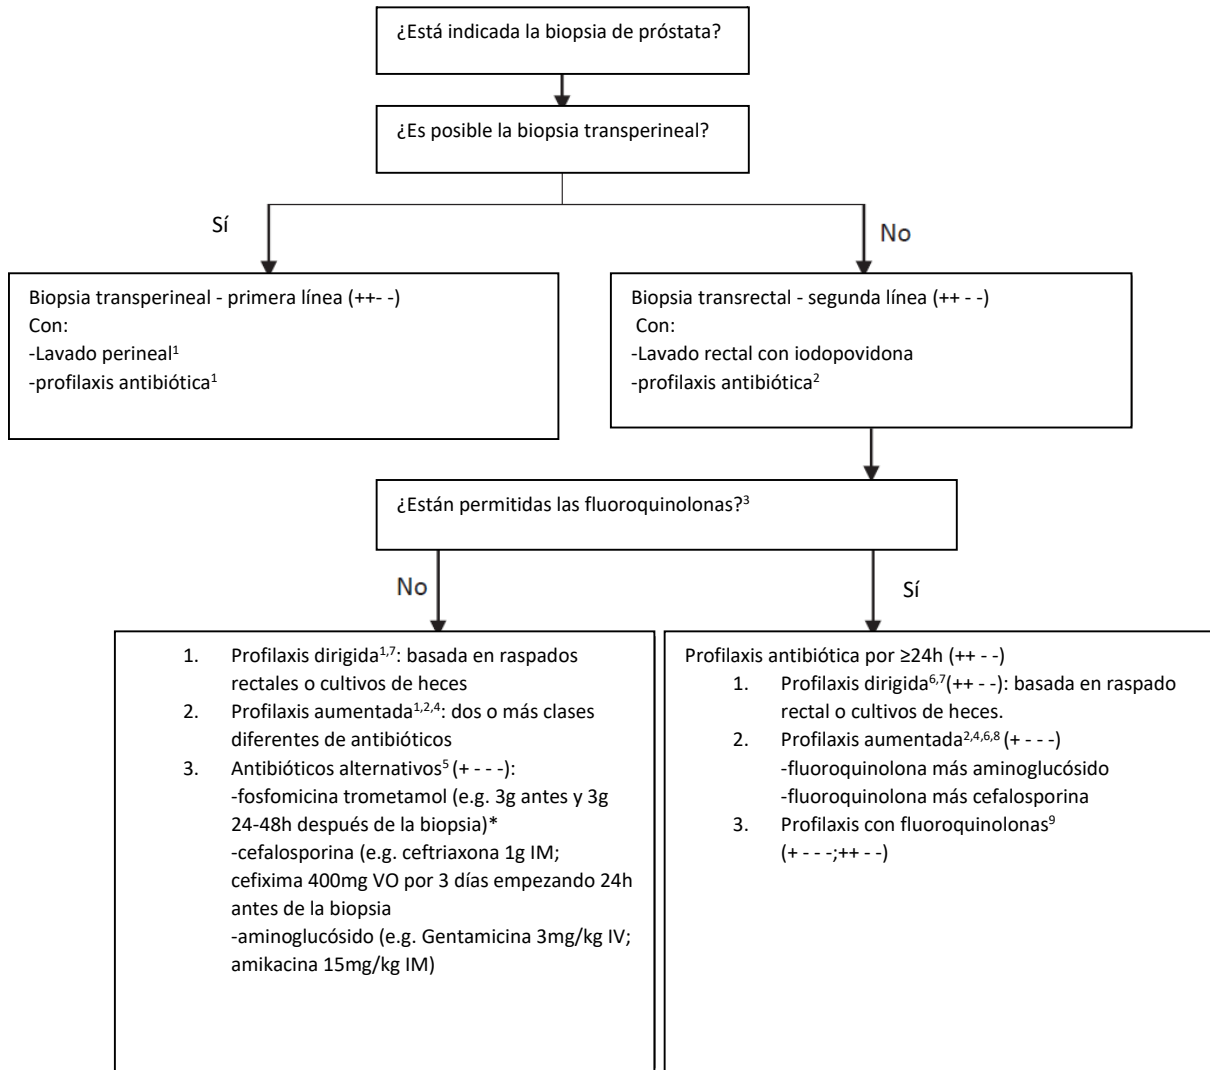 ¿Está indicada la biopsia de próstata?
¿Es posible la biopsia transperineal?
Sí
No
Biopsia transperineal - primera línea (++- -)
Con:
-Lavado perineal¹
-profilaxis antibiótica¹
Biopsia transrectal - segunda línea (++ - -)
Con:
-Lavado rectal con iodopovidona
-profilaxis antibiótica²
¿Están permitidas las fluoroquinolonas?³
No
Sí
1. Profilaxis dirigida¹,⁷: basada en raspados
rectales o cultivos de heces
2. Profilaxis aumentada¹,²,⁴: dos o más clases
diferentes de antibióticos
3. Antibióticos alternativos⁵ (+ - - -):
-fosfomicina trometamol (e.g. 3g antes y 3g
24-48h después de la biopsia)*
-cefalosporina (e.g. ceftriaxona 1g IM;
cefixima 400mg VO por 3 días empezando 24h
antes de la biopsia
-aminoglucósido (e.g. Gentamicina 3mg/kg IV;
amikacina 15mg/kg IM)
Profilaxis antibiótica por ≥24h (++ - -)
1. Profilaxis dirigida⁶,⁷(++ - -): basada en raspado
rectal o cultivos de heces.
2. Profilaxis aumentada²,⁴,⁶,⁸ (+ - - -)
-fluoroquinolona más aminoglucósido
-fluoroquinolona más cefalosporina
3. Profilaxis con fluoroquinolonas⁹
(+ - - -;++ - -)